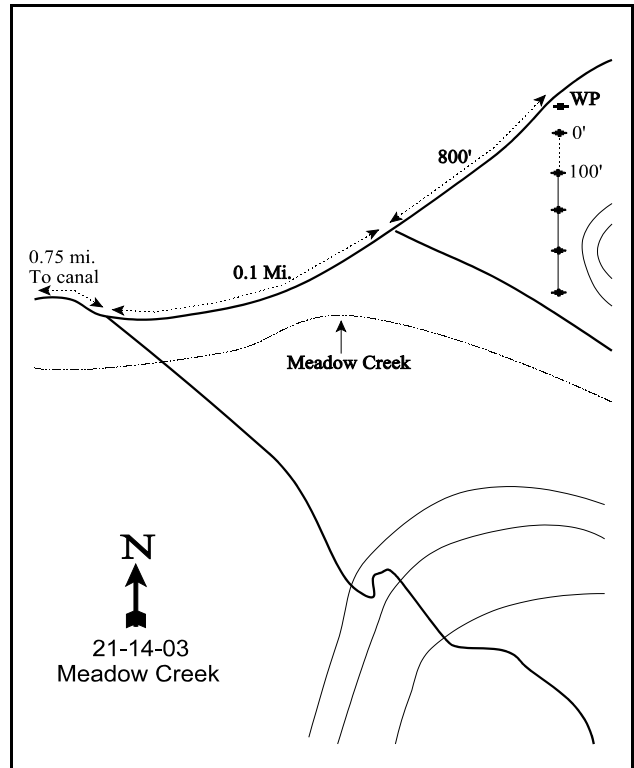 WP
0'
800'
100'
0.75 mi.
To canal
0.1 Mi.
Meadow Creek
N
21-14-03
Meadow Creek